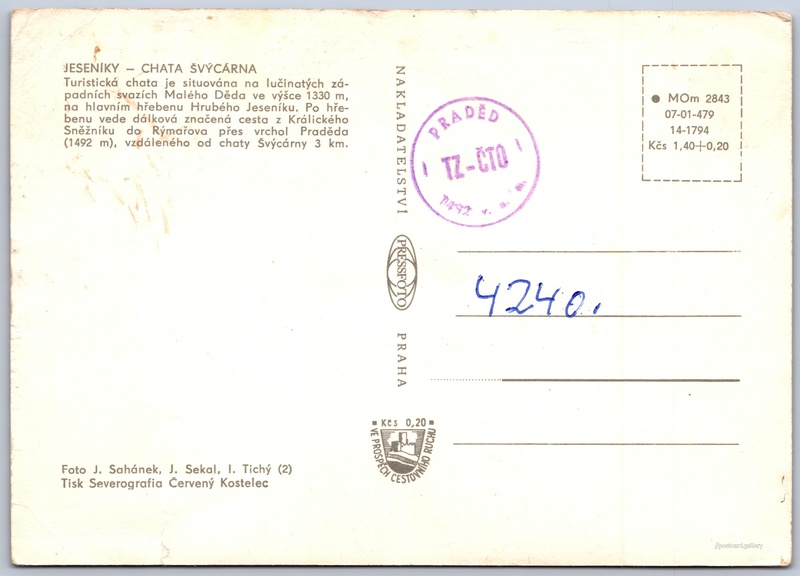 JESENÍKY – CHATA ŠVÝCÁRNA
Turistická chata je situována na lučinatých zá-
padních svazích Malého Děda ve výšce 1330 m,
na hlavním hřebenu Hrubého Jeseníku. Po hře-
benu vede dálková značená cesta z Králického
Sněžníku do Rýmařova přes vrchol Praděda
(1492 m), vzdáleného od chaty Švýcárny 3 km.
Foto J. Sahánek, J. Sekal, I. Tichý (2)
Tisk Severografia Červený Kostelec
NAKLADATELSTVÍ
PRESSFOTO
PRAHA
Kčs 0,20
VE PROSPĚCH CESTOVNÍHO RUCHU
PRADĚD
TZ-ČTO
1492 v. n. m.
MOm 2843
07-01-479
14-1794
Kčs 1,40+0,20
4240.
//postcard.gallery